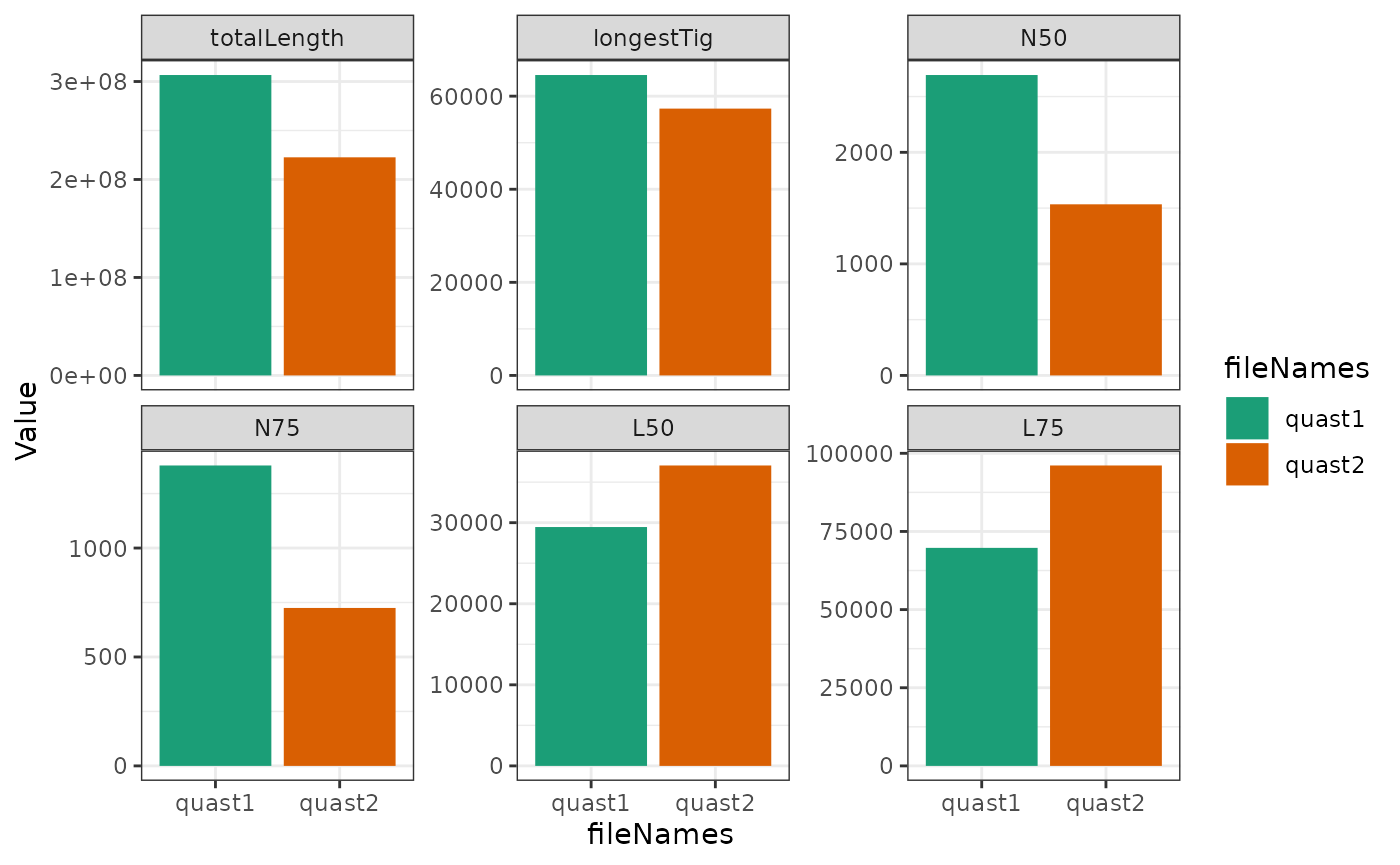 totalLength
longestTig
N50
3e+08
2e+08
1e+08
0e+00
60000
40000
20000
0
2000
1000
0
Value
N75
L50
L75
1000
500
0
30000
20000
10000
0
100000
75000
50000
25000
0
quast1 quast2
quast1 quast2
quast1 quast2
fileNames
fileNames
quast1
quast2